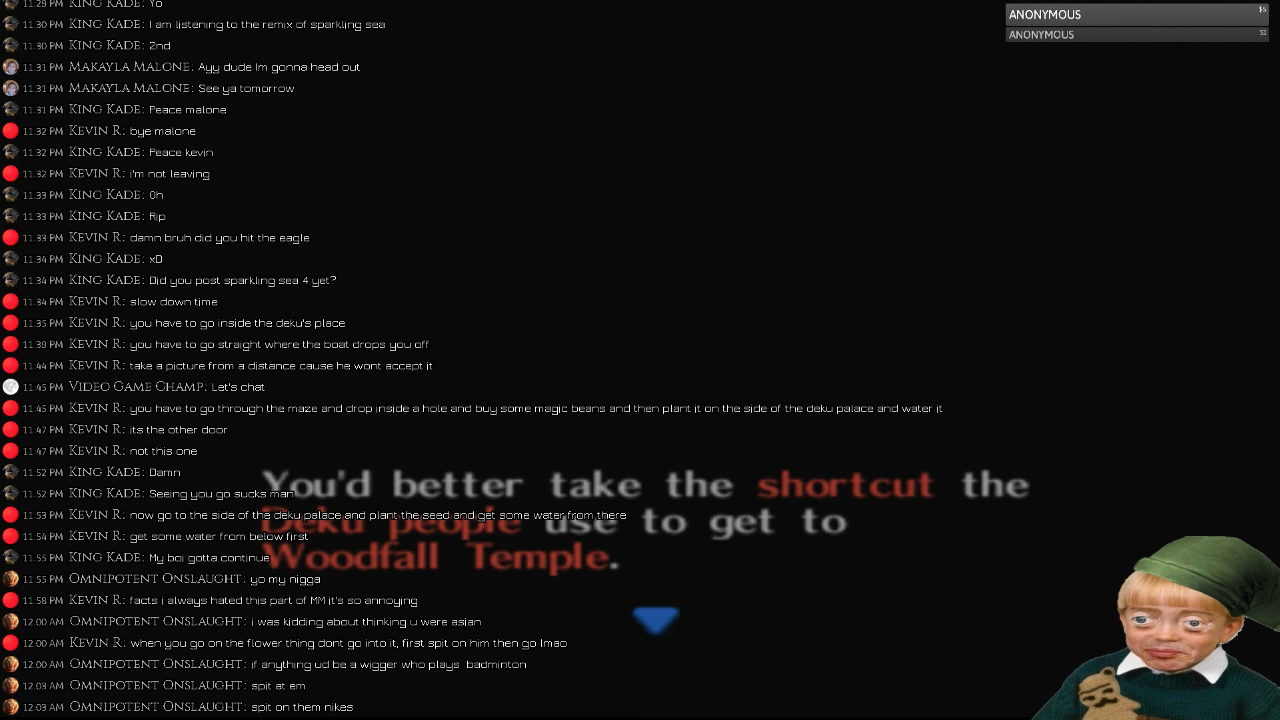 11:29 PM KING KADE: Yo
11:30 PM KING KADE: I am listening to the remix of sparkling sea
11:30 PM KING KADE: 2nd
11:31 PM MAKAYLA MALONE: Ayy dude Im gonna head out
11:31 PM MAKAYLA MALONE: See ya tomorrow
11:31 PM KING KADE: Peace malone
11:32 PM KEVIN R: bye malone
11:32 PM KING KADE: Peace kevin
11:32 PM KEVIN R: i'm not leaving
11:33 PM KING KADE: Oh
11:33 PM KING KADE: Rip
11:33 PM KEVIN R: damn bruh did you hit the eagle
11:34 PM KING KADE: xD
11:34 PM KING KADE: Did you post sparkling sea 4 yet?
11:34 PM KEVIN R: slow down time
11:35 PM KEVIN R: you have to go inside the deku's place
11:39 PM KEVIN R: you have to go straight where the boat drops you off
11:44 PM KEVIN R: take a picture from a distance cause he wont accept it
11:45 PM VIDEO GAME CHAMP: Let's chat
11:45 PM KEVIN R: you have to go through the maze and drop inside a hole and buy some magic beans and then plant it on the side of the deku palace and water it
11:47 PM KEVIN R: its the other door
11:47 PM KEVIN R: not this one
11:52 PM KING KADE: Damn
11:52 PM KING KADE: Seeing you go sucks man
11:53 PM KEVIN R: now go to the side of the deku palace and plant the seed and get some water from there
11:54 PM KEVIN R: get some water from below first
11:55 PM KING KADE: My boi gotta continue
11:55 PM OMNIPOTENT ONSLAUGHT: yo my nigga
11:58 PM KEVIN R: facts i always hated this part of MM it's so annoying
12:00 AM OMNIPOTENT ONSLAUGHT: i was kidding about thinking u were asian
12:00 AM KEVIN R: when you go on the flower thing dont go into it, first spit on him then go lmao
12:00 AM OMNIPOTENT ONSLAUGHT: if anything ud be a wigger who plays badminton
12:03 AM OMNIPOTENT ONSLAUGHT: spit at em
12:03 AM OMNIPOTENT ONSLAUGHT: spit on them nikes
ANONYMOUS $5
ANONYMOUS $1
You'd better take the shortcut the
Deku people use to get to
Woodfall Temple.